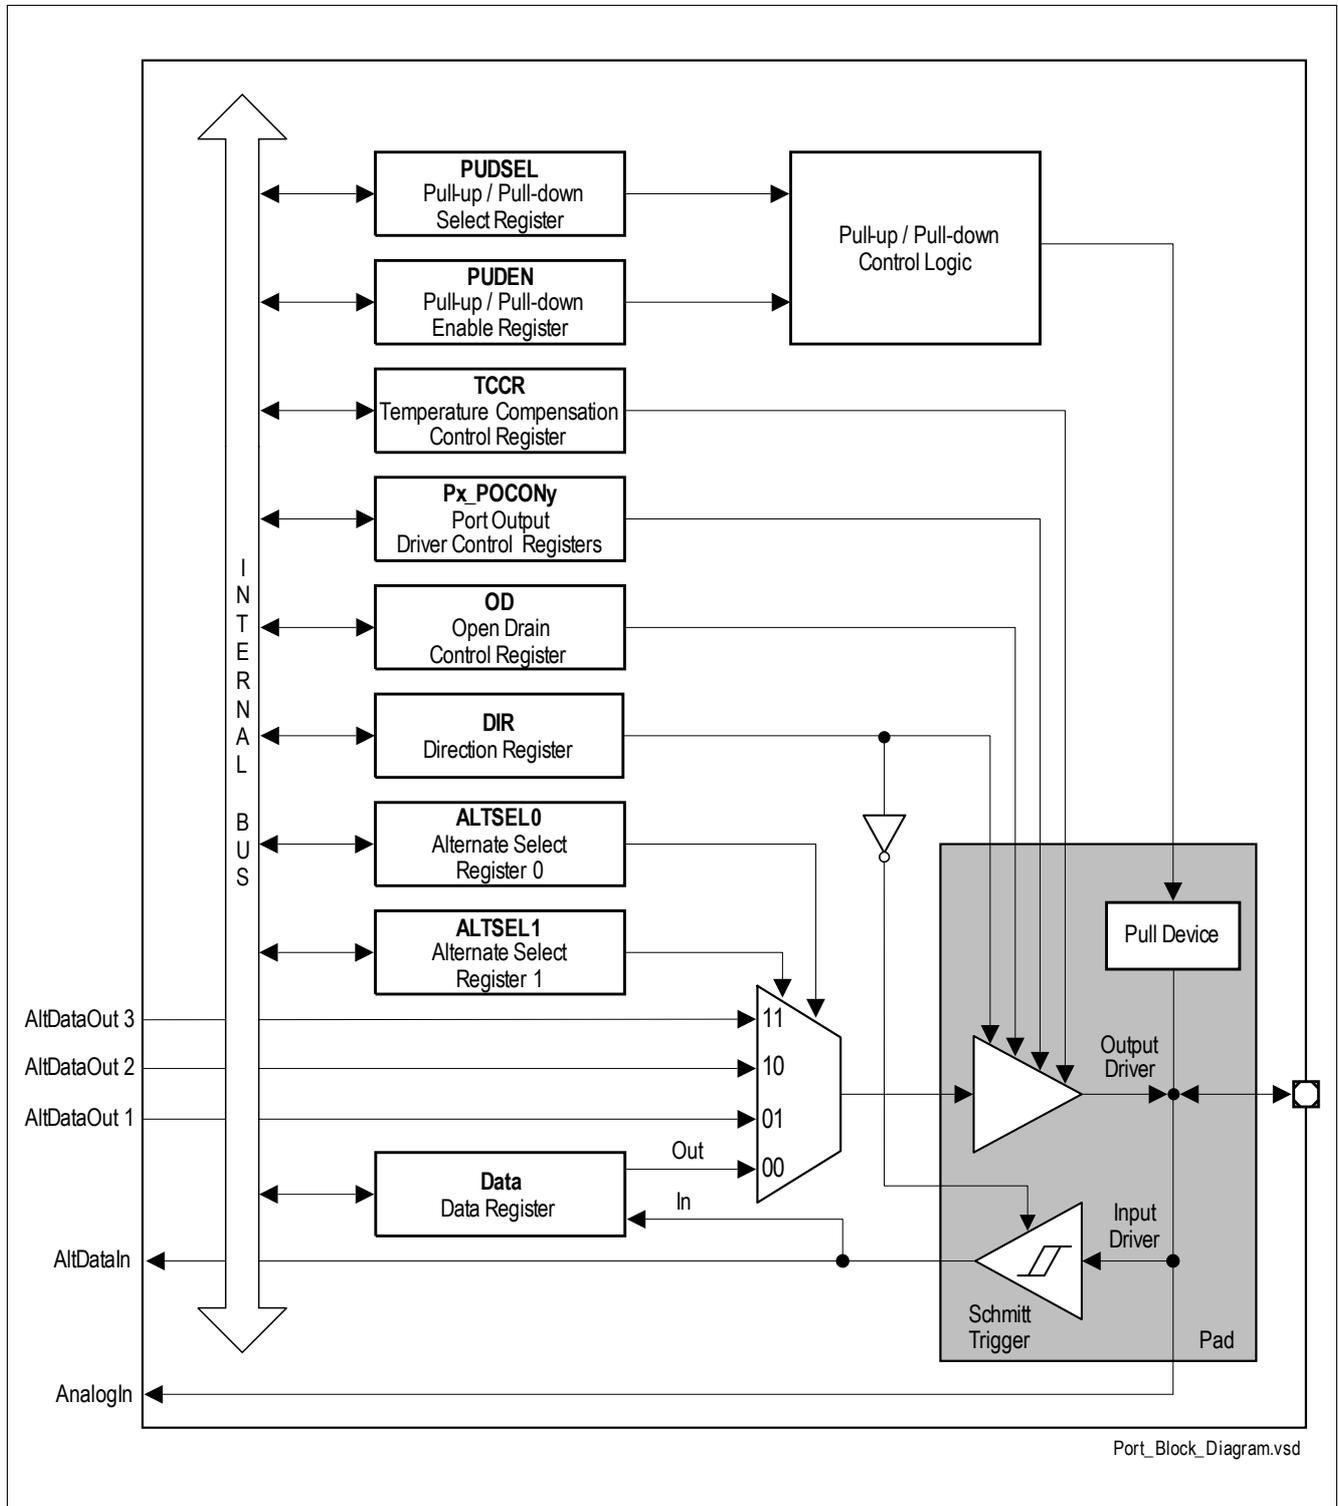 PUDSEL
Pull-up / Pull-down
Select Register
Pull-up / Pull-down
Control Logic
PUDEN
Pull-up / Pull-down
Enable Register
TCCR
Temperature Compensation
Control Register
Px_POCONy
Port Output
Driver Control Registers
INTERNAL BUS
OD
Open Drain
Control Register
DIR
Direction Register
ALTSEL0
Alternate Select
Register 0
ALTSEL1
Alternate Select
Register 1
Pull Device
AltDataOut 3
11
AltDataOut 2
10
AltDataOut 1
01
00
Output
Driver
Out
Data
Data Register
In
Input
Driver
AltDataIn
Schmitt
Trigger
Pad
AnalogIn
Port_Block_Diagram.vsd